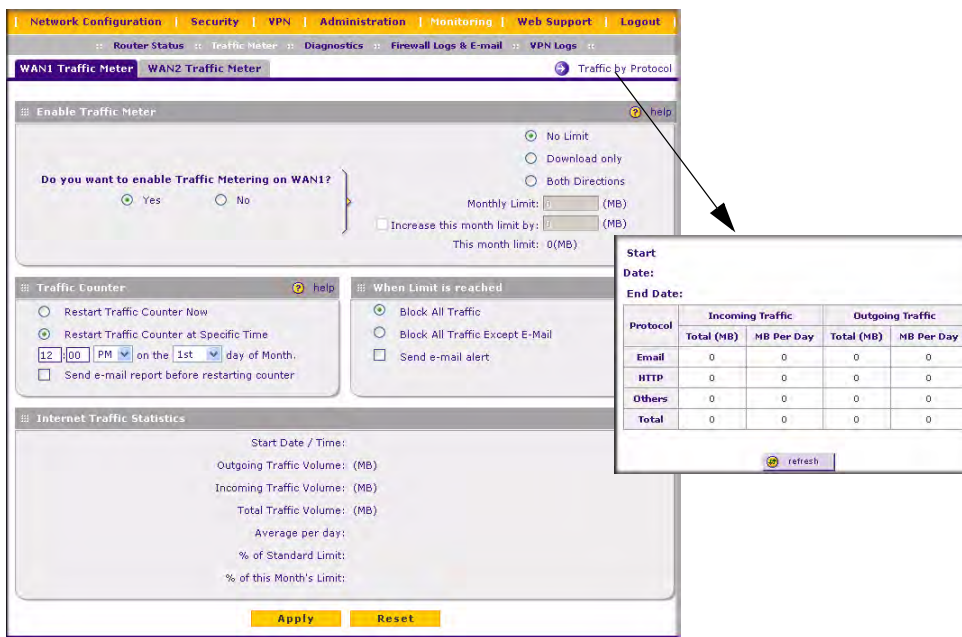 Network Configuration | Security | VPN | Administration | Monitoring | Web Support | Logout
:: Router Status :: Traffic Meter :: Diagnostics :: Firewall Logs & E-mail :: VPN Logs ::
WAN1 Traffic Meter WAN2 Traffic Meter Traffic by Protocol
Enable Traffic Meter help
Do you want to enable Traffic Metering on WAN1?
Yes No
No Limit
Download only
Both Directions
Monthly Limit: 0 (MB)
Increase this month limit by: 0 (MB)
This month limit: 0(MB)
Traffic Counter help
Restart Traffic Counter Now
Restart Traffic Counter at Specific Time
12 :00 PM on the 1st day of Month.
Send e-mail report before restarting counter
When Limit is reached
Block All Traffic
Block All Traffic Except E-Mail
Send e-mail alert
Internet Traffic Statistics
Start Date / Time:
Outgoing Traffic Volume: (MB)
Incoming Traffic Volume: (MB)
Total Traffic Volume: (MB)
Average per day:
% of Standard Limit:
% of this Month's Limit:
Apply Reset
Start
Date:
End Date:
Protocol Incoming Traffic Outgoing Traffic
Total (MB) MB Per Day Total (MB) MB Per Day
Email 0 0 0 0
HTTP 0 0 0 0
Others 0 0 0 0
Total 0 0 0 0
refresh